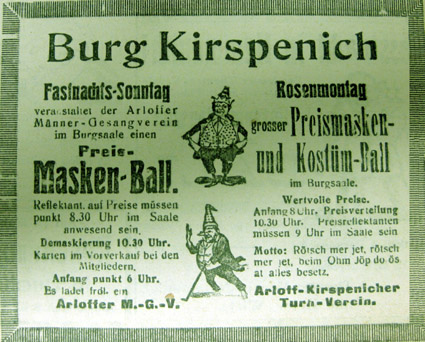 Burg Kirspenich
Fastnachts-Sonntag
veranstaltet der Arloffer
Männer-Gesangverein
im Burgsaale einen
Preis-
Masken-Ball.
Reflektant. auf Preise müssen
punkt 8.30 Uhr im Saale
anwesend sein.
Demaskierung 10.30 Uhr.
Karten im Vorverkauf bei den
Mitgliedern.
Anfang punkt 6 Uhr.
Es ladet frdl. ein
Arloffer M.-G.-V.
Rosenmontag
grosser Preismasken-
und Kostüm-Ball
im Burgsaale.
Wertvolle Preise.
Anfang 8 Uhr, Preisverteilung
10.30 Uhr. Preisreflektanten
müssen 9 Uhr im Saale sein
Motto: Rötsch mer jet, rötsch
mer jet, beim Ohm Jöp do ös
at alles besetz.
Arloff-Kirspenicher
Turn-Verein.